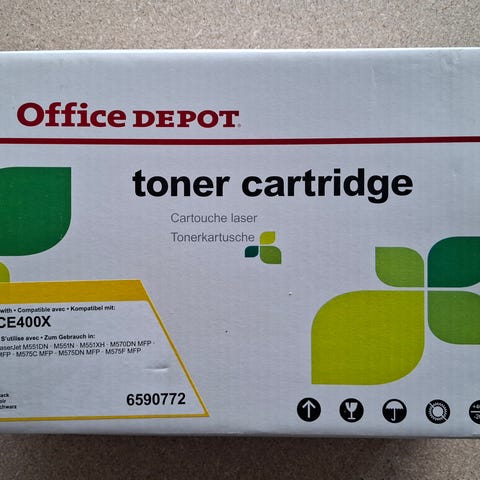 Office DEPOT
toner cartridge
Cartouche laser
Tonerkartusche
with • Compatible avec • Kompatibel mit:
CE400X
S'utilise avec • Zum Gebrauch in:
aserJet M551DN · M551N · M551XH · M570DN MFP ·
MFP · M575C MFP · M575DN MFP · M575F MFP
ack
oir
chwarz
6590772